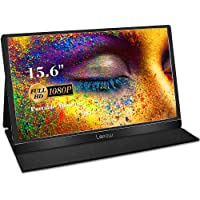 15.6"
FULL HD 1080P
Portable Monitor
Lepow